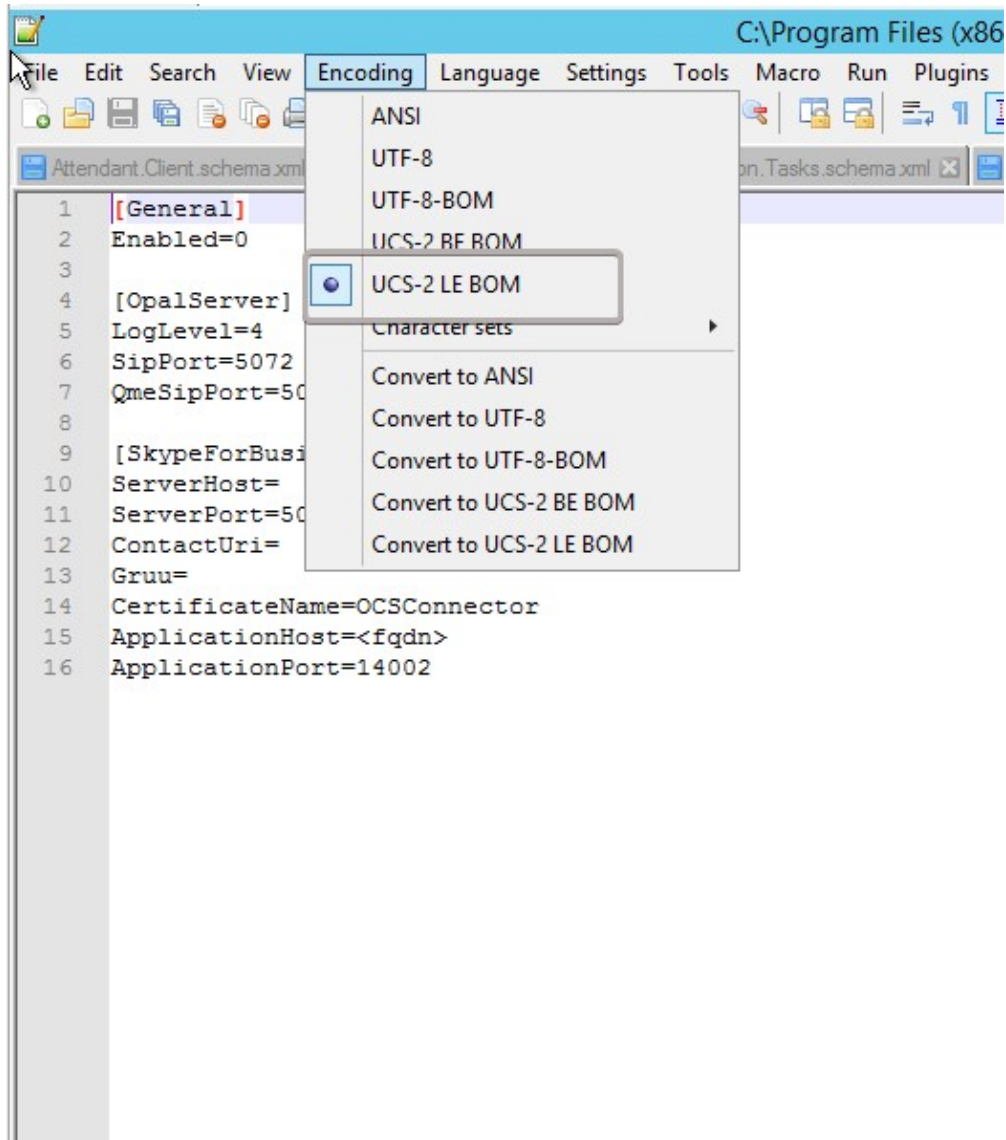 C:\Program Files (x86
File Edit Search View Encoding Language Settings Tools Macro Run Plugins
Attendant.Client.schema.xml on.Tasks.schema.xml
ANSI
UTF-8
UTF-8-BOM
UCS-2 BE BOM
UCS-2 LE BOM
Character sets
Convert to ANSI
Convert to UTF-8
Convert to UTF-8-BOM
Convert to UCS-2 BE BOM
Convert to UCS-2 LE BOM
1 [General]
2 Enabled=0
3
4 [OpalServer]
5 LogLevel=4
6 SipPort=5072
7 QmeSipPort=50
8
9 [SkypeForBusi
10 ServerHost=
11 ServerPort=50
12 ContactUri=
13 Gruu=
14 CertificateName=OCSConnector
15 ApplicationHost=<fqdn>
16 ApplicationPort=14002